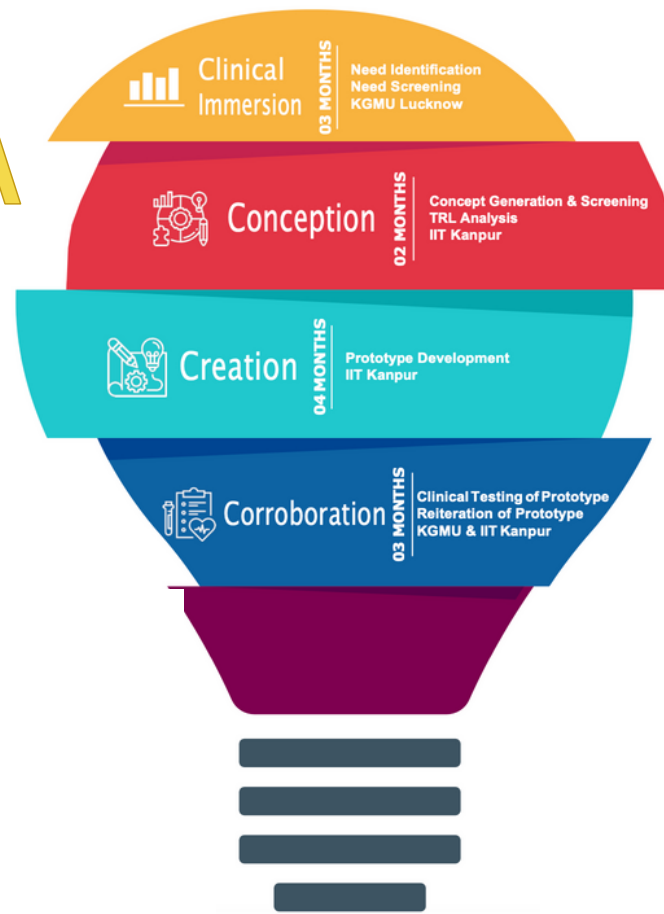 Clinical
Immersion
03 MONTHS
Need Identification
Need Screening
KGMU Lucknow
Conception
02 MONTHS
Concept Generation & Screening
TRL Analysis
IIT Kanpur
Creation
04 MONTHS
Prototype Development
IIT Kanpur
Corroboration
03 MONTHS
Clinical Testing of Prototype
Reiteration of Prototype
KGMU & IIT Kanpur